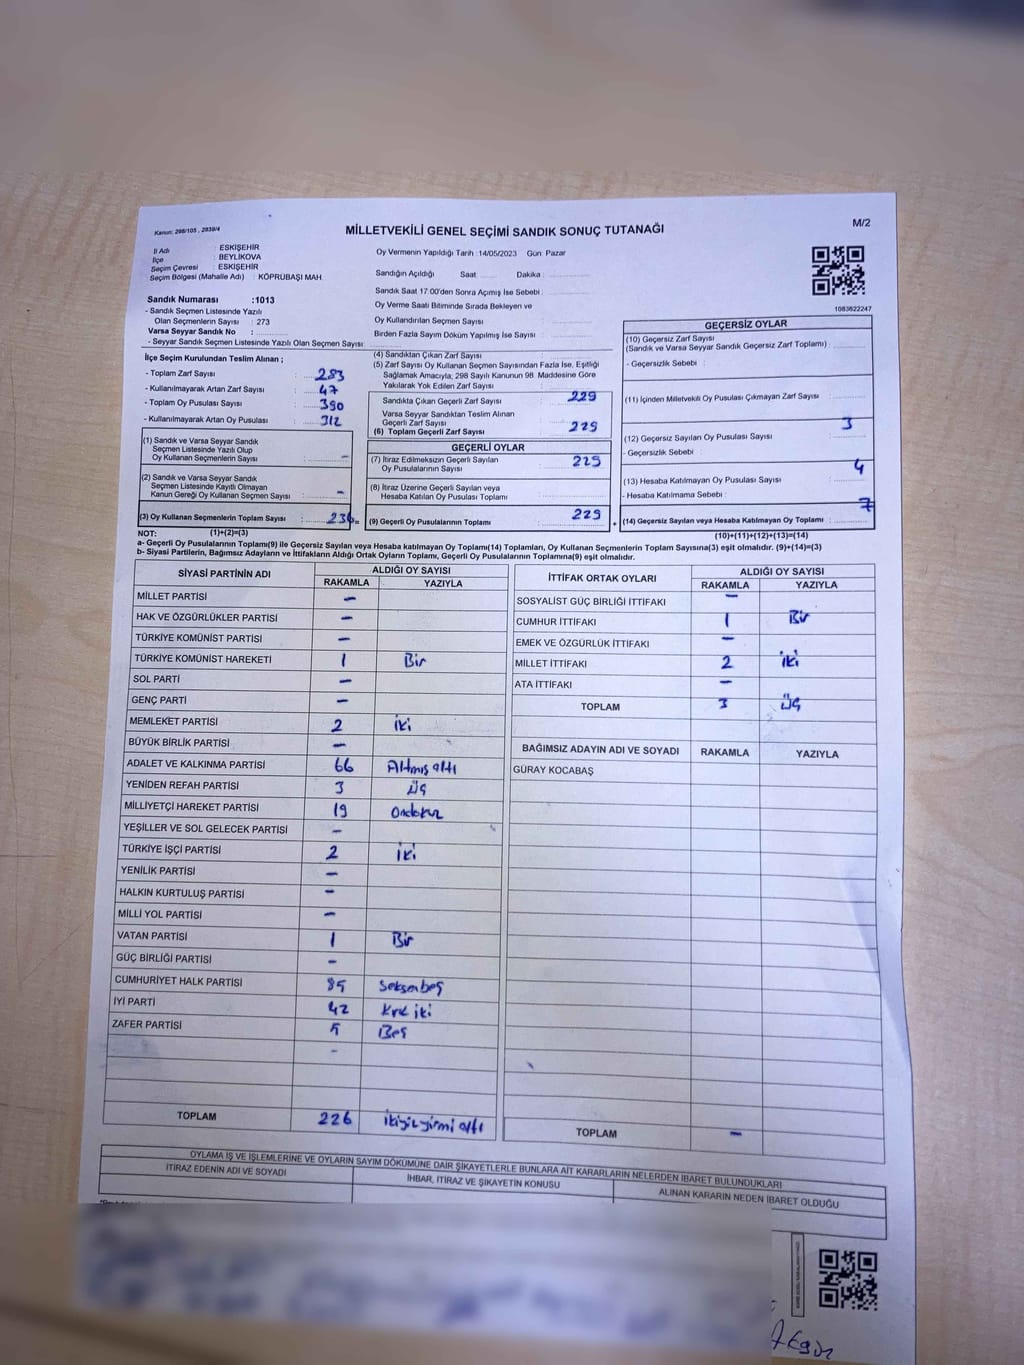 Kanun: 298/105 , 2839/4
MİLLETVEKİLİ GENEL SEÇİMİ SANDIK SONUÇ TUTANAĞI
M/2
İl Adı : ESKİŞEHİR
İlçe : BEYLİKOVA
Seçim Çevresi : ESKİŞEHİR
Seçim Bölgesi (Mahalle Adı) : KÖPRÜBAŞI MAH.
Oy Vermenin Yapıldığı Tarih :14/05/2023 Gün: Pazar
Sandığın Açıldığı Saat Dakika :
Sandık Saat 17:00'den Sonra Açımış İse Sebebi :
Oy Verme Saati Bitiminde Sırada Bekleyen ve
Oy Kullandırılan Seçmen Sayısı :
Birden Fazla Sayım Döküm Yapılmış İse Sayısı :
1083622247
Sandık Numarası :1013
- Sandık Seçmen Listesinde Yazılı
Olan Seçmenlerin Sayısı : 273
Varsa Seyyar Sandık No :
- Seyyar Sandık Seçmen Listesinde Yazılı Olan Seçmen Sayısı :
İlçe Seçim Kurulundan Teslim Alınan ;
- Toplam Zarf Sayısı : 283
- Kullanılmayarak Artan Zarf Sayısı : 47
- Toplam Oy Pusulası Sayısı : 390
- Kullanılmayarak Artan Oy Pusulası : 312
(1) Sandık ve Varsa Seyyar Sandık
Seçmen Listesinde Yazılı Olup
Oy Kullanan Seçmenlerin Sayısı : -
(2) Sandık ve Varsa Seyyar Sandık
Seçmen Listesinde Kayıtlı Olmayan
Kanun Gereği Oy Kullanan Seçmen Sayısı : -
(3) Oy Kullanan Seçmenlerin Toplam Sayısı : 236
(4) Sandıktan Çıkan Zarf Sayısı :
(5) Zarf Sayısı Oy Kullanan Seçmen Sayısından Fazla İse, Eşitliği
Sağlamak Amacıyla; 298 Sayılı Kanunun 98. Maddesine Göre
Yakılarak Yok Edilen Zarf Sayısı :
Sandıkta Çıkan Geçerli Zarf Sayısı : 229
Varsa Seyyar Sandıktan Teslim Alınan
Geçerli Zarf Sayısı :
(6) Toplam Geçerli Zarf Sayısı : 229
GEÇERLİ OYLAR
(7) İtiraz Edilmeksizin Geçerli Sayılan
Oy Pusulalarının Sayısı : 229
(8) İtiraz Üzerine Geçerli Sayılan veya
Hesaba Katılan Oy Pusulası Toplamı :
= (9) Geçerli Oy Pusulalarının Toplamı : 229
GEÇERSİZ OYLAR
(10) Geçersiz Zarf Sayısı
(Sandık ve Varsa Seyyar Sandık Geçersiz Zarf Toplamı) :
- Geçersizlik Sebebi :
(11) İçinden Milletvekili Oy Pusulası Çıkmayan Zarf Sayısı :
3
(12) Geçersiz Sayılan Oy Pusulası Sayısı :
- Geçersizlik Sebebi :
4
(13) Hesaba Katılmayan Oy Pusulası Sayısı :
- Hesaba Katılmama Sebebi :
+ (14) Geçersiz Sayılan veya Hesaba Katılmayan Oy Toplamı : 7
NOT: (1)+(2)=(3) (10)+(11)+(12)+(13)=(14)
a- Geçerli Oy Pusulaları Toplamı(9) ile Geçersiz Sayılan veya Hesaba katılmayan Oy Toplamı(14) Toplamları, Oy Kullanan Seçmenlerin Toplam Sayısına(3) eşit olmalıdır. (9)+(14)=(3)
b- Siyasi Partilerin, Bağımsız Adayların ve İttifakların Aldığı Ortak Oyların Toplamı, Geçerli Oy Pusulalarının Toplamına(9) eşit olmalıdır.
SİYASİ PARTİNİN ADI ALDIĞI OY SAYISI
RAKAMLA YAZIYLA
MİLLET PARTİSİ -
HAK VE ÖZGÜRLÜKLER PARTİSİ -
TÜRKİYE KOMÜNİST PARTİSİ -
TÜRKİYE KOMÜNİST HAREKETİ 1 Bir
SOL PARTİ -
GENÇ PARTİ -
MEMLEKET PARTİSİ 2 iki
BÜYÜK BİRLİK PARTİSİ -
ADALET VE KALKINMA PARTİSİ 66 Altmış altı
YENİDEN REFAH PARTİSİ 3 üç
MİLLİYETÇİ HAREKET PARTİSİ 19 Ondokuz
YEŞİLLER VE SOL GELECEK PARTİSİ -
TÜRKİYE İŞÇİ PARTİSİ 2 iki
YENİLİK PARTİSİ -
HALKIN KURTULUŞ PARTİSİ -
MİLLİ YOL PARTİSİ -
VATAN PARTİSİ 1 Bir
GÜÇ BİRLİĞİ PARTİSİ -
CUMHURİYET HALK PARTİSİ 85 Seksenbeş
İYİ PARTİ 42 Kırk iki
ZAFER PARTİSİ 5 Beş
-
TOPLAM 226 ikiyüzyirmi altı
İTTİFAK ORTAK OYLARI ALDIĞI OY SAYISI
RAKAMLA YAZIYLA
SOSYALİST GÜÇ BİRLİĞİ İTTİFAKI -
CUMHUR İTTİFAKI 1 Bir
EMEK VE ÖZGÜRLÜK İTTİFAKI -
MİLLET İTTİFAKI 2 iki
ATA İTTİFAKI -
TOPLAM 3 üç
BAĞIMSIZ ADAYIN ADI VE SOYADI RAKAMLA YAZIYLA
GÜRAY KOCABAŞ
TOPLAM -
OYLAMA İŞ VE İŞLEMLERİNE VE OYLARIN SAYIM DÖKÜMÜNE DAİR ŞİKAYETLERLE BUNLARA AİT KARARLARIN NELERDEN İBARET BULUNDUKLARI
İTİRAZ EDENİN ADI VE SOYADI İHBAR, İTİRAZ VE ŞİKAYETİN KONUSU ALINAN KARARIN NEDEN İBARET OLDUĞU